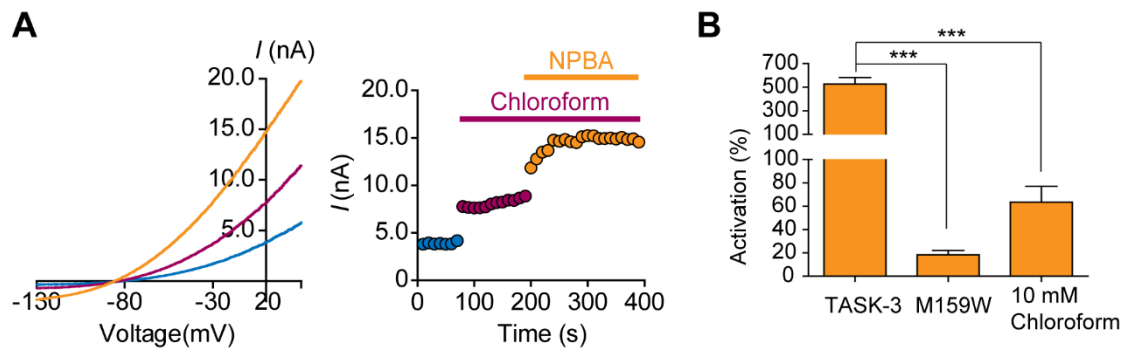 A
I (nA)
20.0
15.0
10.0
5.0
-130
-80
-30
20
Voltage(mV)
NPBA
Chloroform
I (nA)
20.0
15.0
10.0
5.0
0
0
100
200
300
400
Time (s)
B
***
***
Activation (%)
700
500
300
100
100
80
60
40
20
0
TASK-3
M159W
10 mM
Chloroform